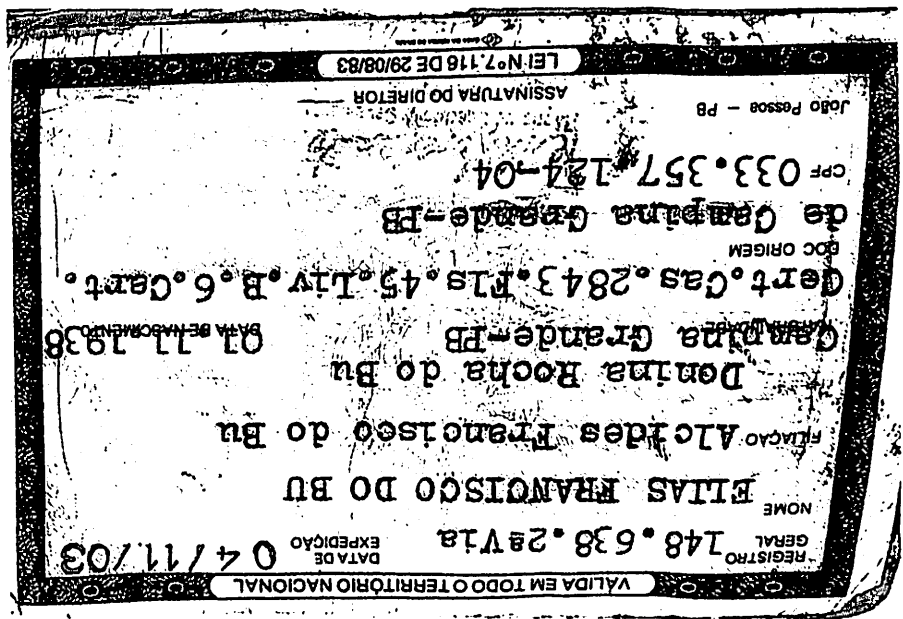 VÁLIDA EM TODO O TERRITÓRIO NACIONAL
REGISTRO GERAL 148.638.2ªVia DATA DE EXPEDIÇÃO 04/11/03
NOME ELIAS FRANCISCO DO BU
FILIAÇÃO Alcides Francisco do Bu
Donina Rocha do Bu
NATURALIDADE Campina Grande-PB DATA DE NASCIMENTO 01 11 1938
Cert.Cas.2843.Fls.45.Liv.B.6.Cart.
DOC ORIGEM
de Campina Grande-PB
CPF 033.357.124-04
João Pessoa - PB
ASSINATURA DO DIRETOR
LEI Nº 7.116 DE 29/08/83